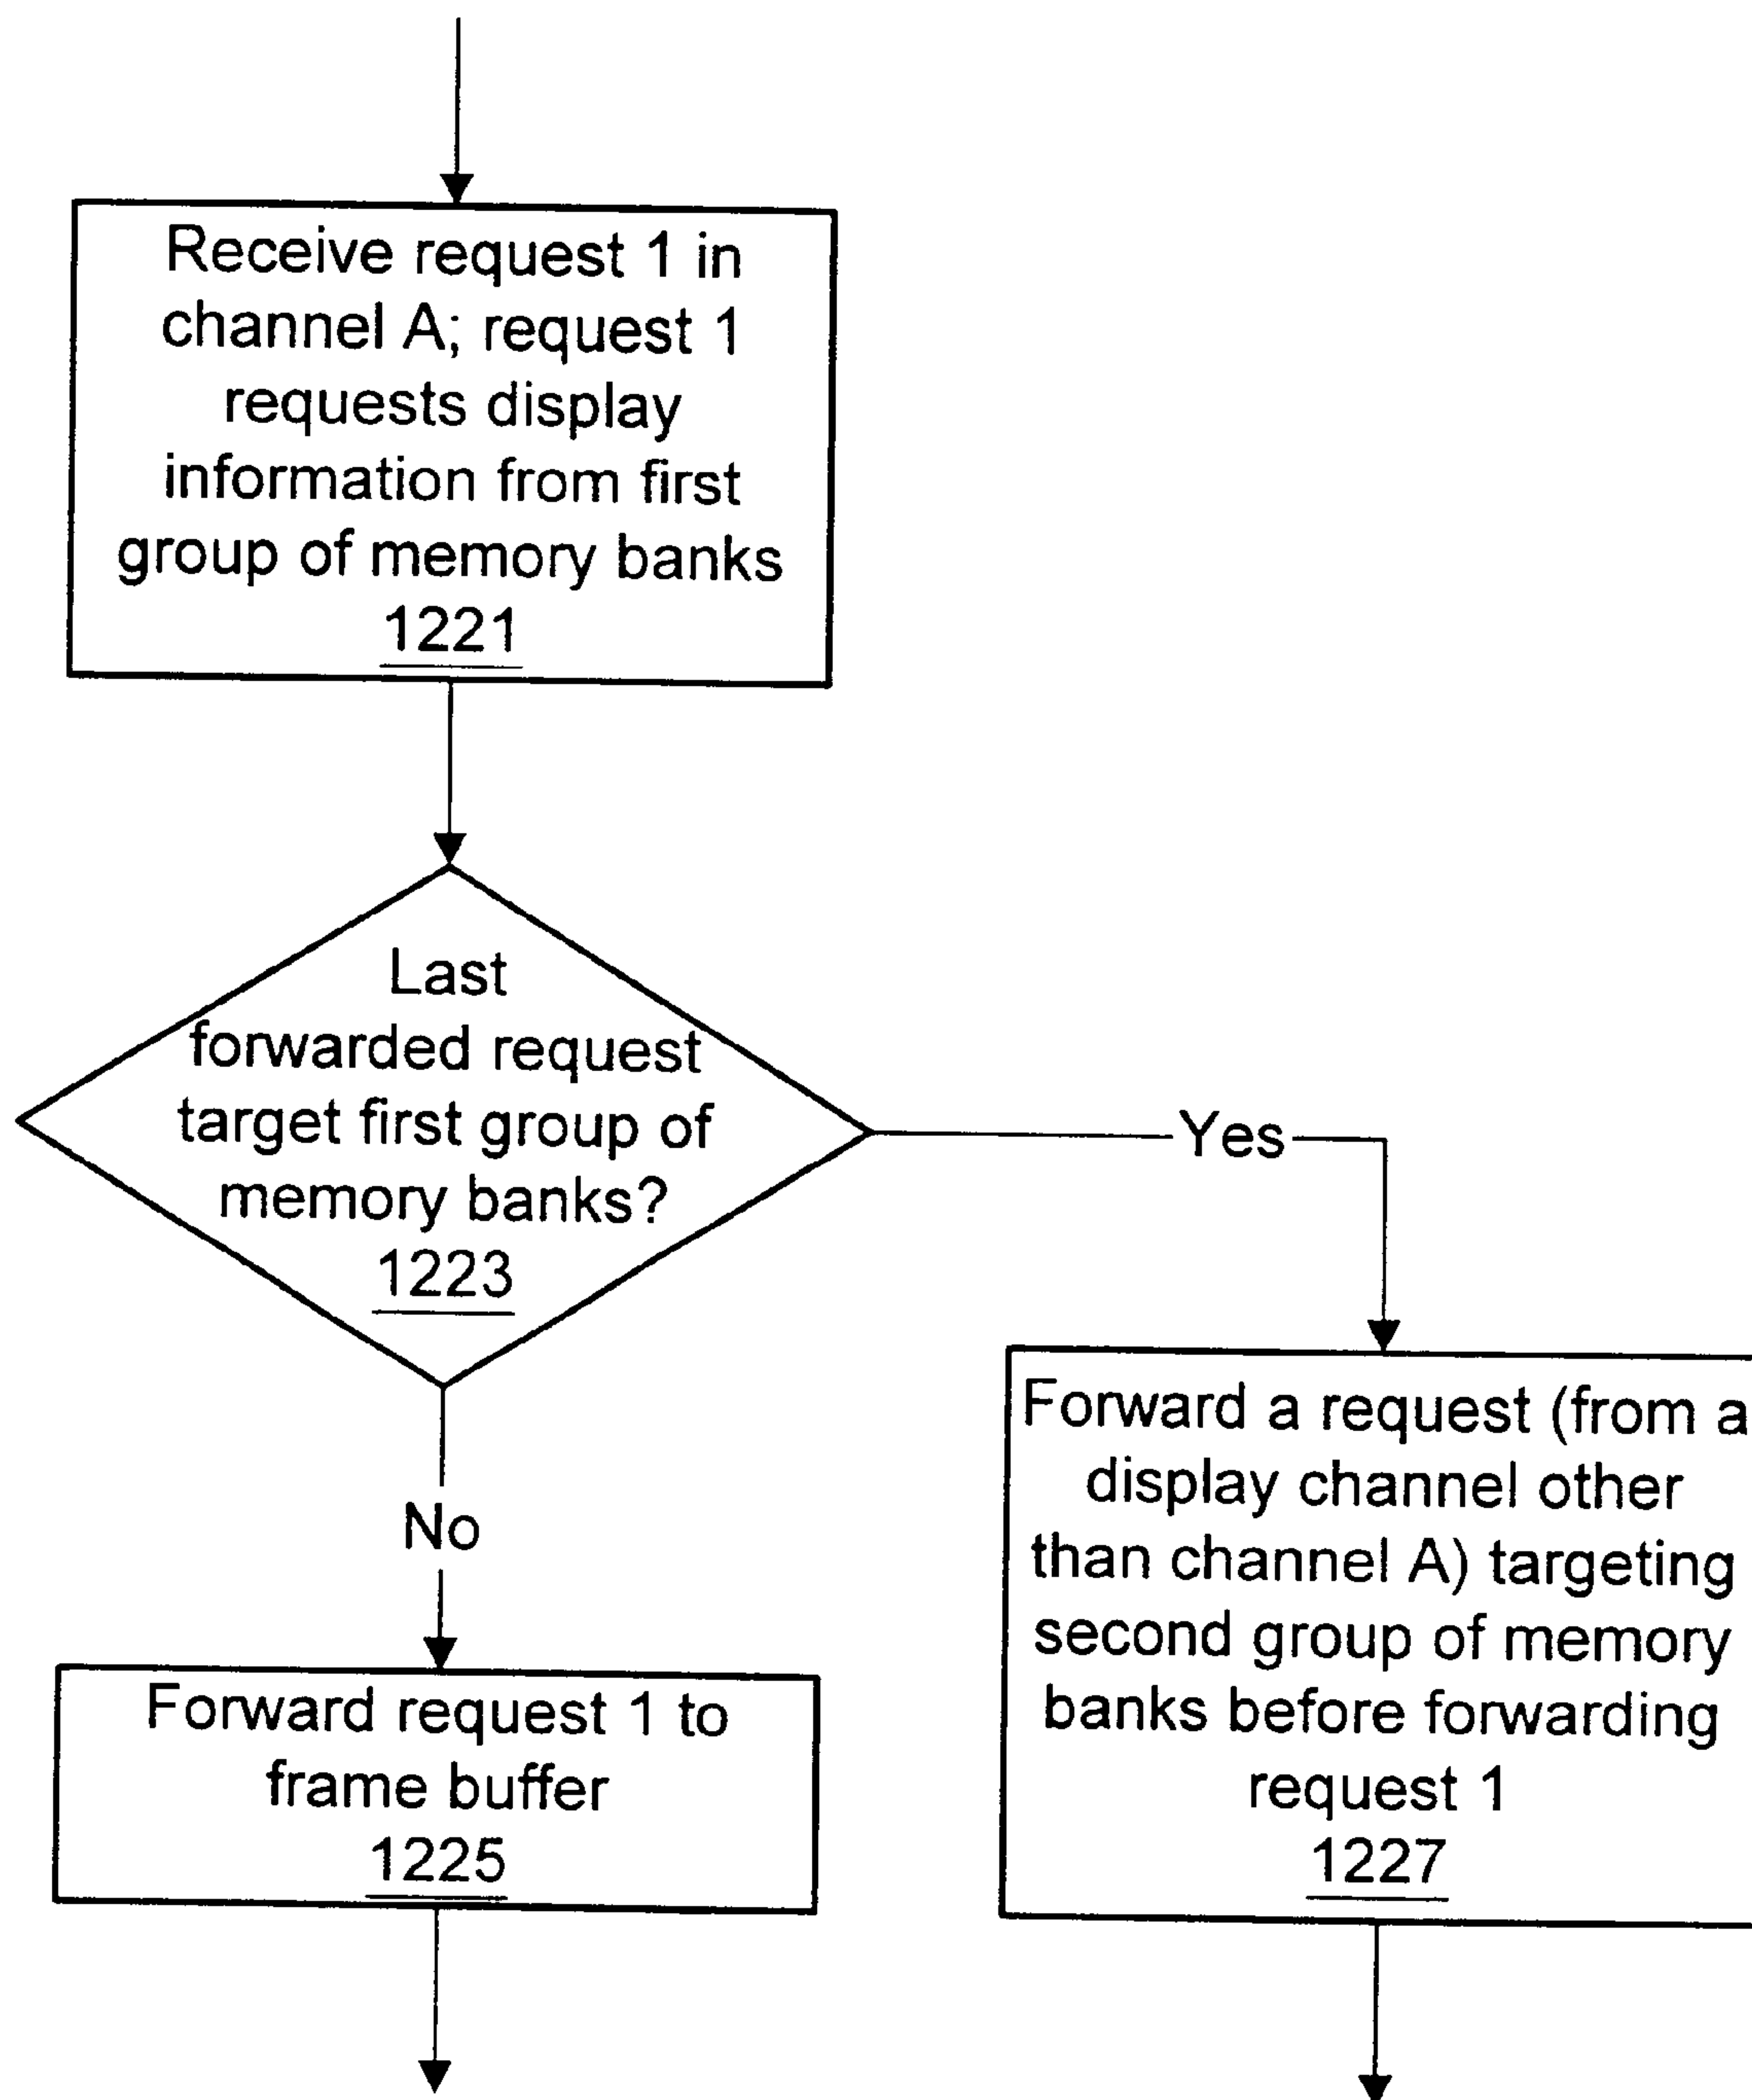 Receive request 1 in
channel A; request 1
requests display
information from first
group of memory banks
1221
Last
forwarded request
target first group of
memory banks?
1223
Yes
No
Forward a request (from a
display channel other
than channel A) targeting
second group of memory
banks before forwarding
request 1
1227
Forward request 1 to
frame buffer
1225